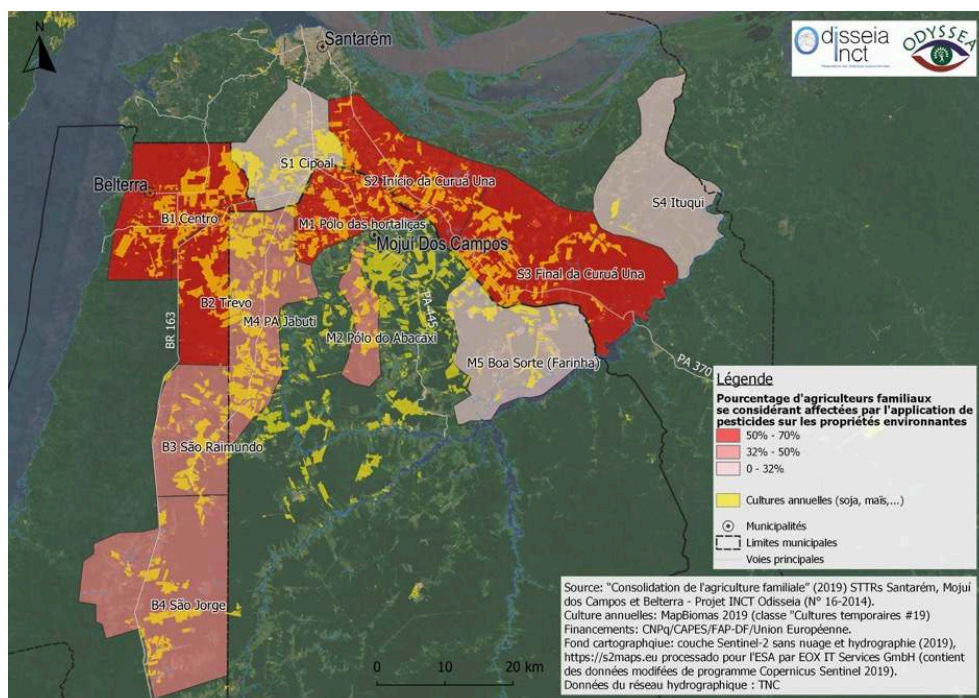 N
Santarém
Odisseia
Inct
ODYSSEA
S1 Cipoal
S2 Início da Curuá Una
S4 Ituqui
Belterra
B1 Centro
M1 Pólo das hortaliças
Mojuí Dos Campos
S3 Final da Curuá Una
B2 Trevo
M4 PA Jabuti
PA 445
BR 163
M2 Pólo do Abacaxi
M5 Boa Sorte (Farinha)
PA 370
B3 São Raimundo
B4 São Jorge
Légende
Pourcentage d'agriculteurs familiaux
se considérant affectées par l'application de
pesticides sur les propriétés environnantes
50% - 70%
32% - 50%
0 - 32%
Cultures annuelles (soja, maïs,...)
Municipalités
Limites municipales
Voies principales
0 10 20 km
Source: "Consolidation de l'agriculture familiale" (2019) STTRs Santarém, Mojuí
dos Campos et Belterra - Projet INCT Odisseia (N° 16-2014).
Culture annuelles: MapBiomas 2019 (classe "Cultures temporaires #19)
Financements: CNPq/CAPES/FAP-DF/Union Européenne.
Fond cartographqiue: couche Sentinel-2 sans nuage et hydrographie (2019),
https://s2maps.eu processado pour l'ESA par EOX IT Services GmbH (contient
des données modifées de programme Copernicus Sentinel 2019).
Données du réseau hydrographique : TNC